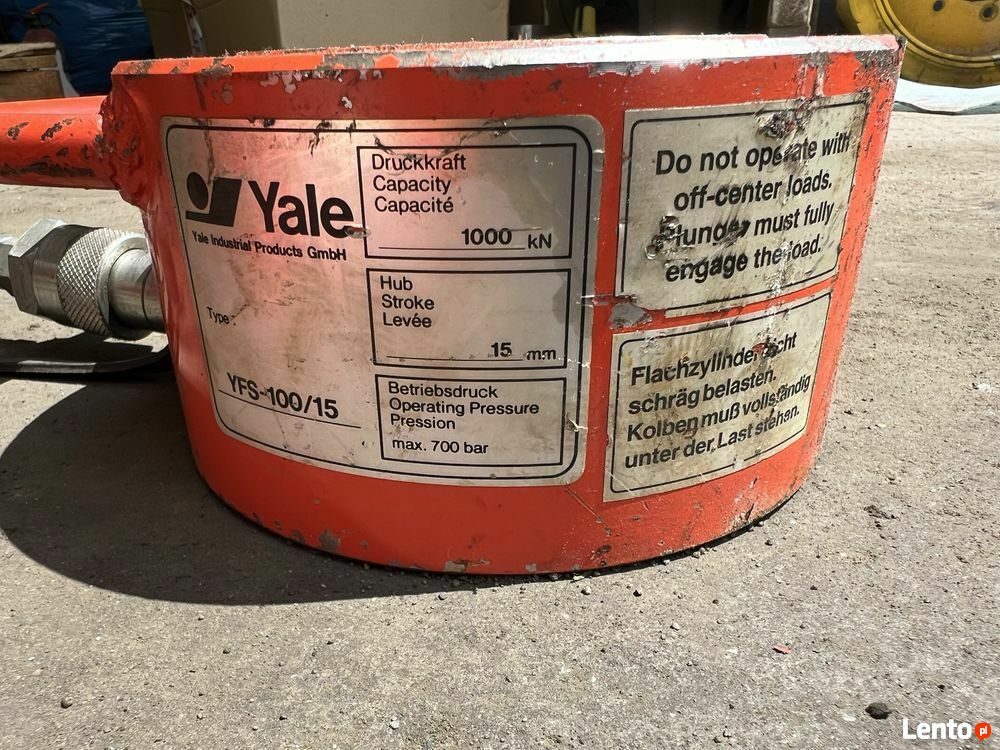 Yale
Yale Industrial Products GmbH
Type :
YFS-100/15
Druckkraft
Capacity
Capacité
1000 kN
Hub
Stroke
Levée
15 mm
Betriebsdruck
Operating Pressure
Pression
max. 700 bar
Do not operate with
off-center loads.
Plunger must fully
engage the load.
Flachzylinder nicht
schräg belasten.
Kolben muß vollständig
unter der Last stehen.
Lento.pl